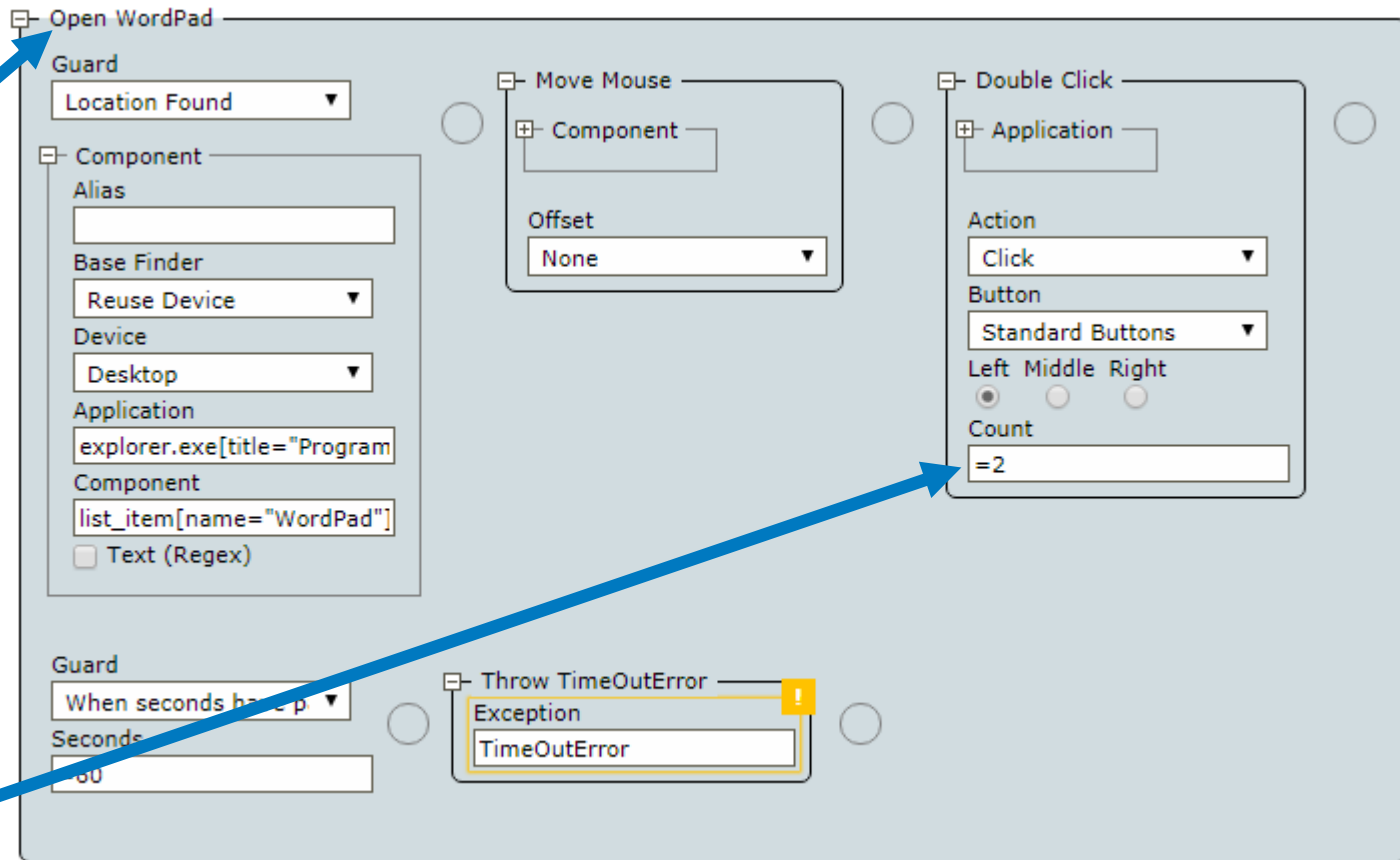 Open WordPad
Guard
Location Found
Component
Alias
Base Finder
Reuse Device
Device
Desktop
Application
explorer.exe[title="Program
Component
list_item[name="WordPad"]
Text (Regex)
Move Mouse
Component
Offset
None
Double Click
Application
Action
Click
Button
Standard Buttons
Left Middle Right
Count
=2
Guard
When seconds
Seconds
Throw TimeOutError
!
Exception
TimeOutError